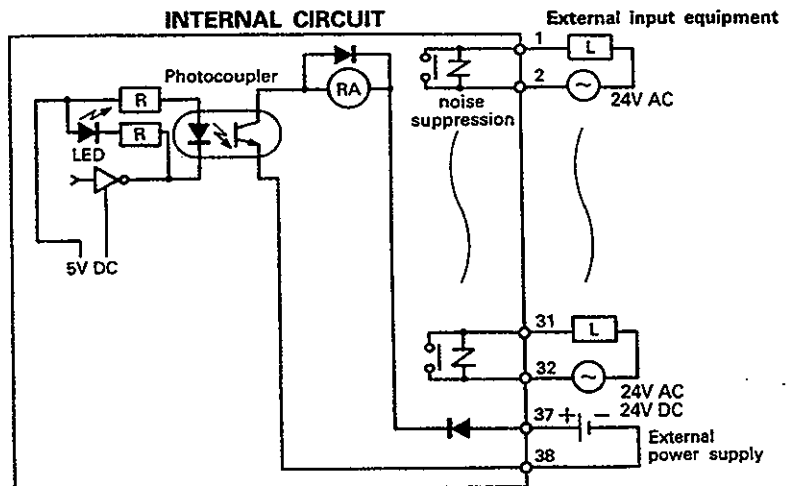 INTERNAL CIRCUIT
External input equipment
Photocoupler
R
LED
R
5V DC
RA
noise
suppression
1
L
2
24V AC
31
L
32
24V AC
24V DC
37
+
-
External
power supply
38